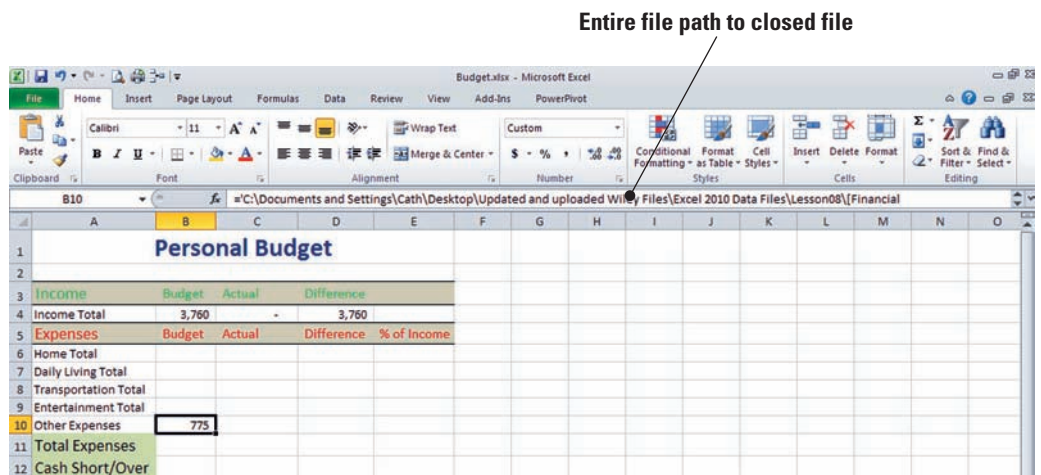 Entire file path to closed file
Budget.xlsx - Microsoft Excel
File Home Insert Page Layout Formulas Data Review View Add-Ins PowerPivot
Calibri 11 A A Wrap Text Custom Σ
Paste B I U A Merge & Center $ % , .00 Conditional Formatting Format as Table Cell Styles Insert Delete Format Sort & Filter Find & Select
Clipboard Font Alignment Number Styles Cells Editing
B10 fx ='C:\Documents and Settings\Cath\Desktop\Updated and uploaded Wiley Files\Excel 2010 Data Files\Lesson08\[Financial
A B C D E F G H I J K L M N O
1 Personal Budget
2
3 Income Budget Actual Difference
4 Income Total 3,760 - 3,760
5 Expenses Budget Actual Difference % of Income
6 Home Total
7 Daily Living Total
8 Transportation Total
9 Entertainment Total
10 Other Expenses 775
11 Total Expenses
12 Cash Short/Over